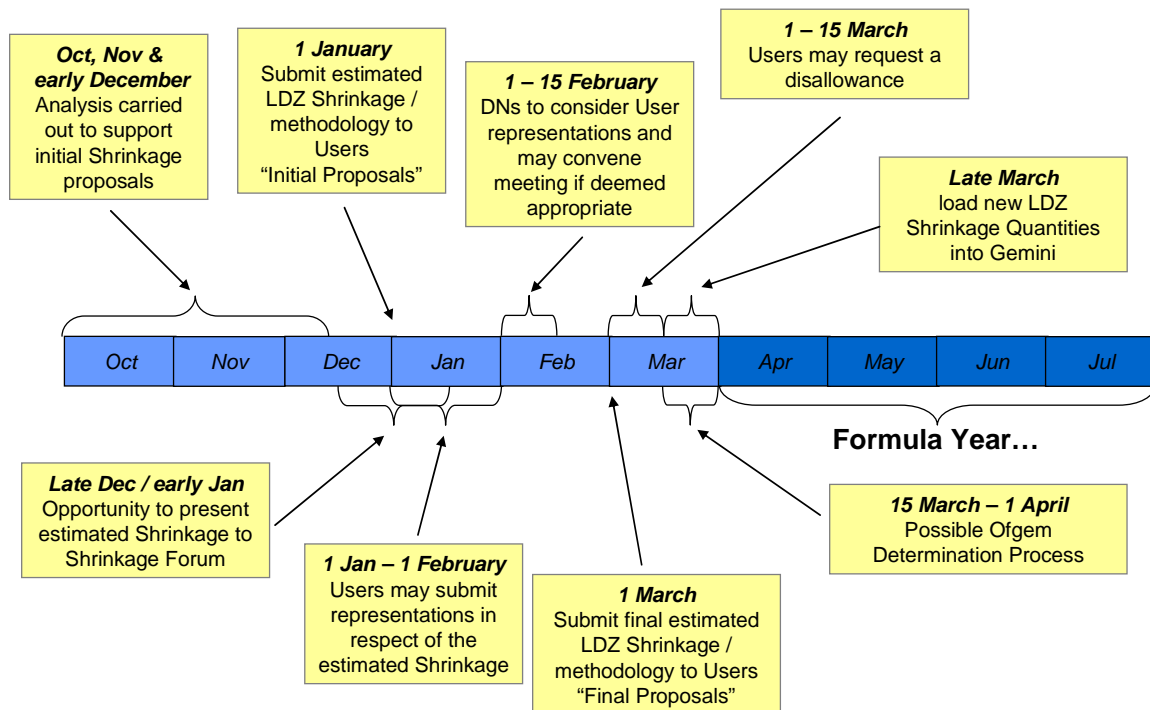 Oct, Nov &
early December
Analysis carried
out to support
initial Shrinkage
proposals
1 January
Submit estimated
LDZ Shrinkage /
methodology to
Users
“Initial Proposals”
1 – 15 February
DNs to consider User
representations and
may convene
meeting if deemed
appropriate
1 – 15 March
Users may request a
disallowance
Late March
load new LDZ
Shrinkage Quantities
into Gemini
Oct Nov Dec Jan Feb Mar Apr May Jun Jul
Formula Year…
Late Dec / early Jan
Opportunity to present
estimated Shrinkage to
Shrinkage Forum
1 Jan – 1 February
Users may submit
representations in
respect of the
estimated Shrinkage
1 March
Submit final estimated
LDZ Shrinkage /
methodology to Users
“Final Proposals”
15 March – 1 April
Possible Ofgem
Determination Process